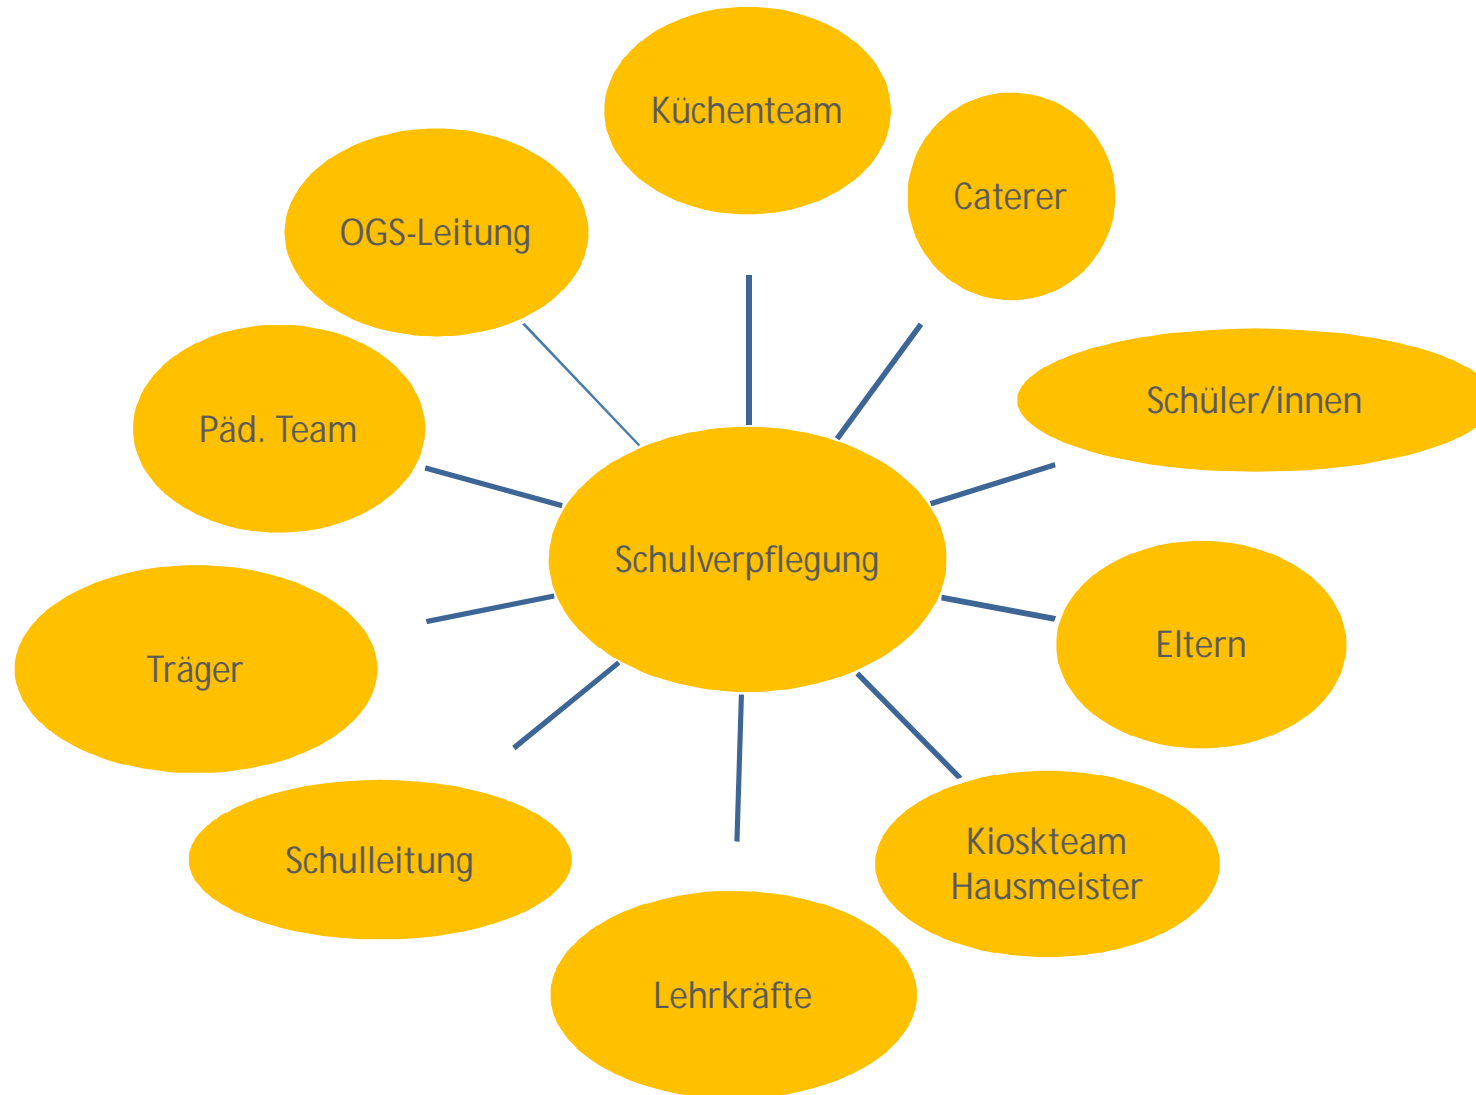 Küchenteam
Caterer
OGS-Leitung
Schüler/innen
Päd. Team
Schulverpflegung
Eltern
Träger
Kioskteam
Hausmeister
Schulleitung
Lehrkräfte